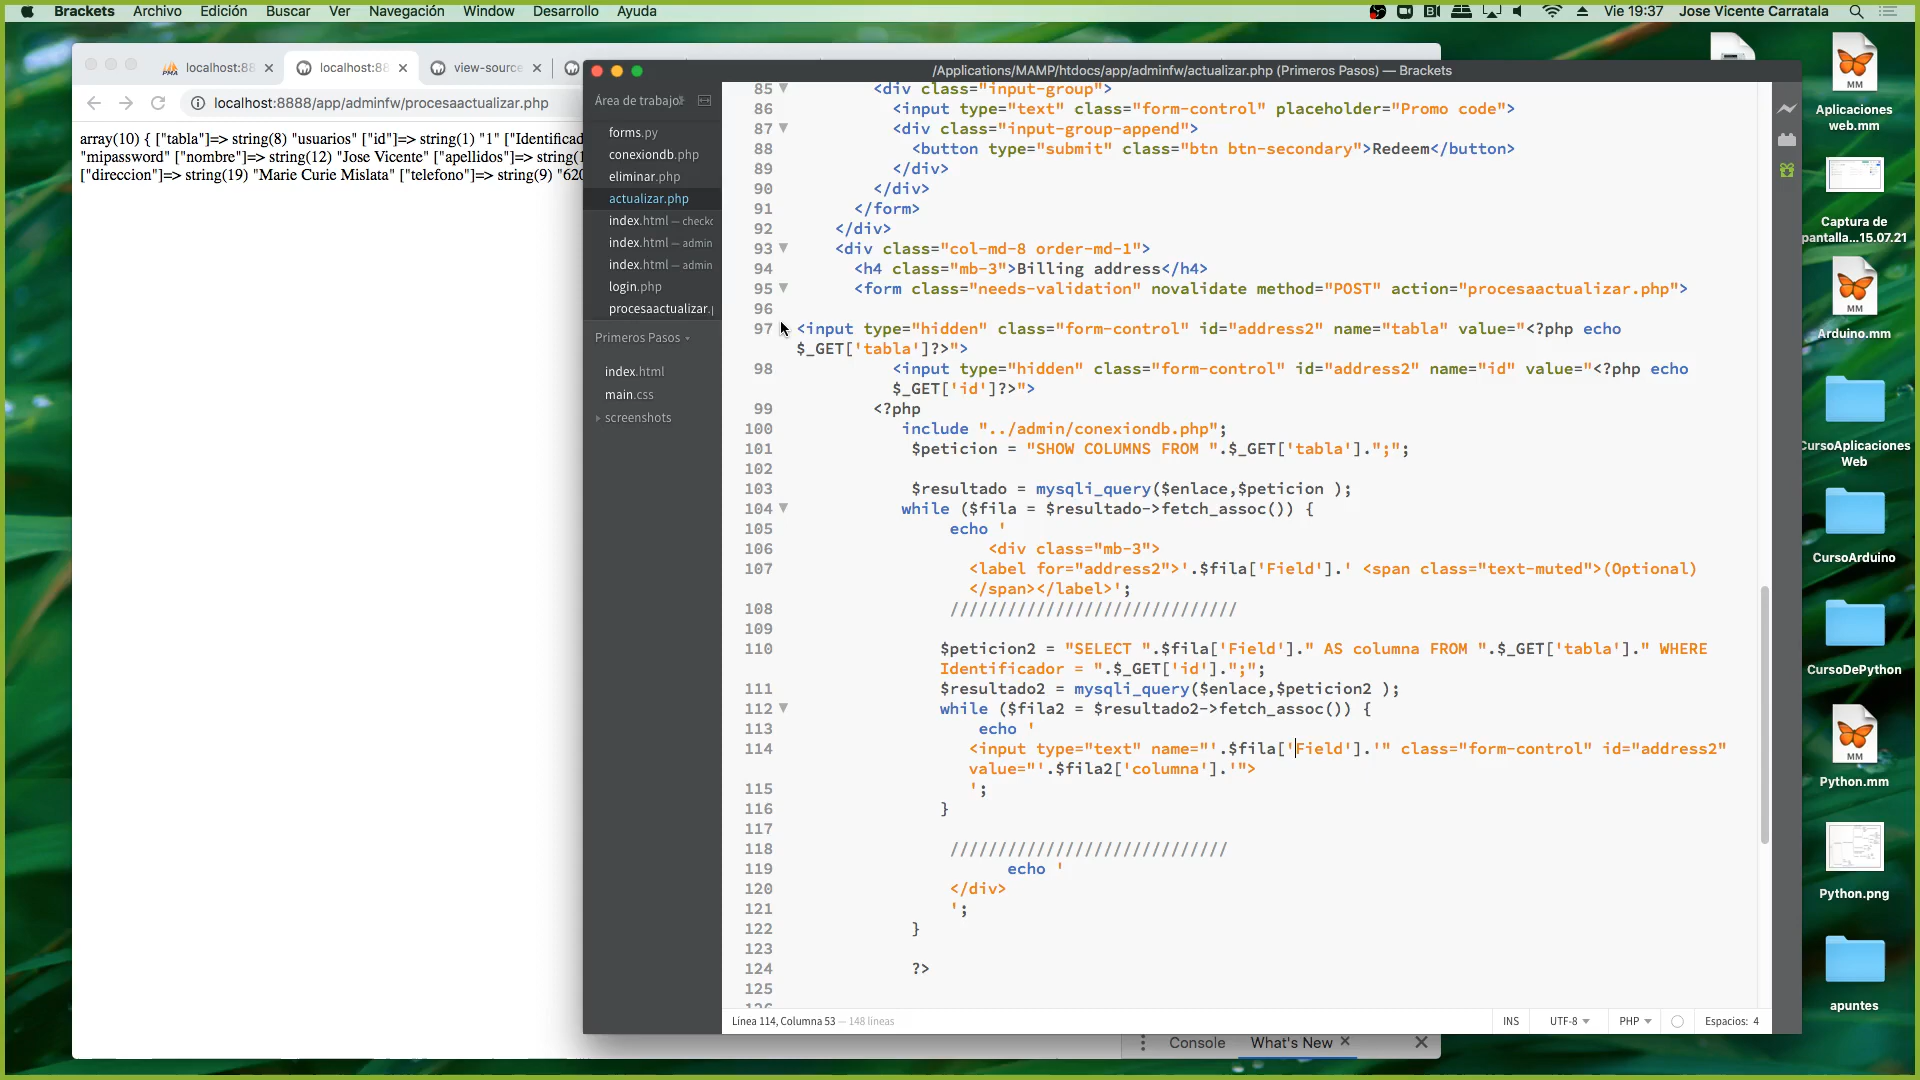 Brackets Archivo Edición Buscar Ver Navegación Window Desarrollo Ayuda
Vie 19:37 Jose Vicente Carratala
localhost:88 localhost:88 view-source
localhost:8888/app/adminfw/procesaactualizar.php
array(10) { ["tabla"]=> string(8) "usuarios" ["id"]=> string(1) "1" ["Identificad
"mipassword" ["nombre"]=> string(12) "Jose Vicente" ["apellidos"]=> string(1
["direccion"]=> string(19) "Marie Curie Mislata" ["telefono"]=> string(9) "620
/Applications/MAMP/htdocs/app/adminfw/actualizar.php (Primeros Pasos) — Brackets
Área de trabajo
forms.py
conexiondb.php
eliminar.php
actualizar.php
index.html — checkc
index.html — admin
index.html — admin
login.php
procesaactualizar.
Primeros Pasos
index.html
main.css
screenshots
85 <div class="input-group">
86 <input type="text" class="form-control" placeholder="Promo code">
87 <div class="input-group-append">
88 <button type="submit" class="btn btn-secondary">Redeem</button>
89 </div>
90 </div>
91 </form>
92 </div>
93 <div class="col-md-8 order-md-1">
94 <h4 class="mb-3">Billing address</h4>
95 <form class="needs-validation" novalidate method="POST" action="procesaactualizar.php">
96
97 <input type="hidden" class="form-control" id="address2" name="tabla" value="<?php echo
$_GET['tabla']?>">
98 <input type="hidden" class="form-control" id="address2" name="id" value="<?php echo
$_GET['id']?>">
99 <?php
100 include "../admin/conexiondb.php";
101 $peticion = "SHOW COLUMNS FROM ".$_GET['tabla'].";";
102
103 $resultado = mysqli_query($enlace,$peticion );
104 while ($fila = $resultado->fetch_assoc()) {
105 echo '
106 <div class="mb-3">
107 <label for="address2">'.$fila['Field'].' <span class="text-muted">(Optional)
</span></label>';
108 //////////////////////////////
109
110 $peticion2 = "SELECT ".$fila['Field']." AS columna FROM ".$_GET['tabla']." WHERE
Identificador = ".$_GET['id'].";";
111 $resultado2 = mysqli_query($enlace,$peticion2 );
112 while ($fila2 = $resultado2->fetch_assoc()) {
113 echo '
114 <input type="text" name="'.$fila['Field'].'" class="form-control" id="address2"
value="'.$fila2['columna'].'">
115 ';
116 }
117
118 /////////////////////////////
119 echo '
120 </div>
121 ';
122 }
123
124 ?>
125
Línea 114, Columna 53 — 148 líneas
INS UTF-8 PHP Espacios: 4
Console What's New
Aplicaciones
web.mm
Captura de
pantalla...15.07.21
Arduino.mm
CursoAplicaciones
Web
CursoArduino
CursoDePython
Python.mm
Python.png
apuntes